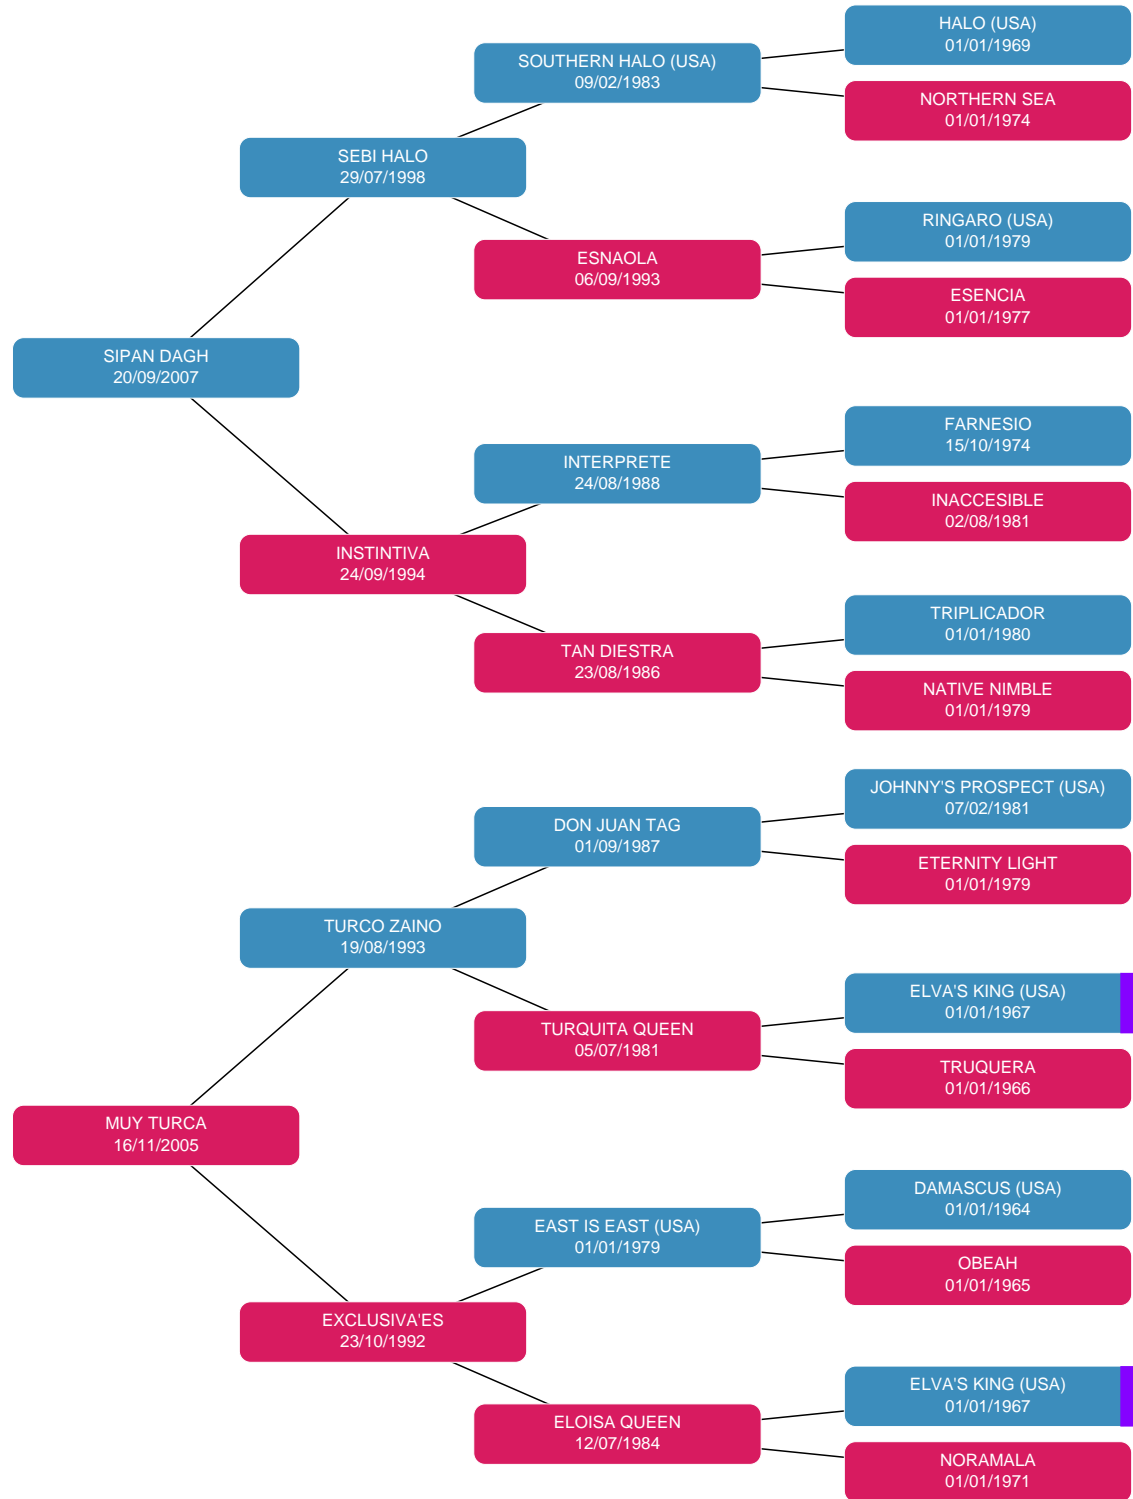 HALO (USA)
01/01/1969
SOUTHERN HALO (USA)
09/02/1983
NORTHERN SEA
01/01/1974
SEBI HALO
29/07/1998
RINGARO (USA)
01/01/1979
ESNAOLA
06/09/1993
ESENCIA
01/01/1977
SIPAN DAGH
20/09/2007
FARNESIO
15/10/1974
INTERPRETE
24/08/1988
INACCESIBLE
02/08/1981
INSTINTIVA
24/09/1994
TRIPLICADOR
01/01/1980
TAN DIESTRA
23/08/1986
NATIVE NIMBLE
01/01/1979
JOHNNY'S PROSPECT (USA)
07/02/1981
DON JUAN TAG
01/09/1987
ETERNITY LIGHT
01/01/1979
TURCO ZAINO
19/08/1993
ELVA'S KING (USA)
01/01/1967
TURQUITA QUEEN
05/07/1981
TRUQUERA
01/01/1966
MUY TURCA
16/11/2005
DAMASCUS (USA)
01/01/1964
EAST IS EAST (USA)
01/01/1979
OBEAH
01/01/1965
EXCLUSIVA'ES
23/10/1992
ELVA'S KING (USA)
01/01/1967
ELOISA QUEEN
12/07/1984
NORAMALA
01/01/1971